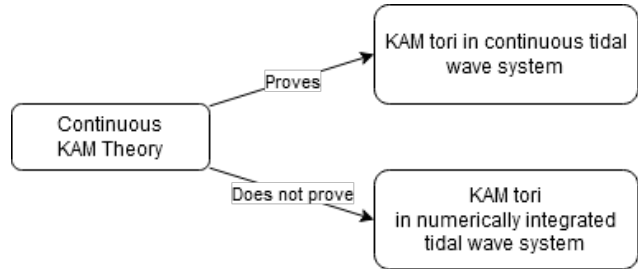 KAM tori in continuous tidal
wave system
Proves
Continuous
KAM Theory
Does not prove
KAM tori
in numerically integrated
tidal wave system